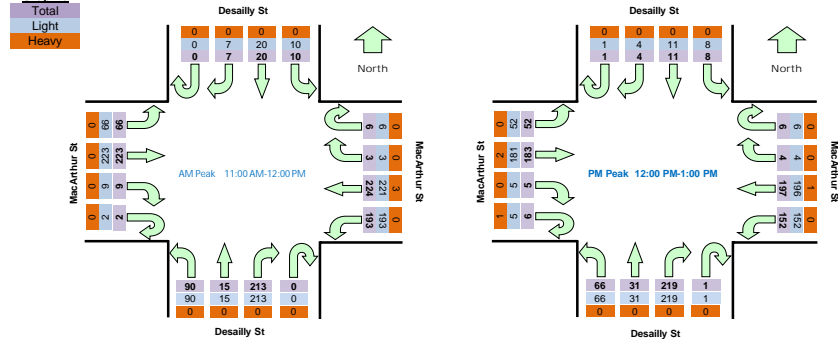 Total
Light
Heavy
Desailly St
0 0 0 0
0 7 20 10
0 7 20 10
North
MacArthur St
0 66 66
0 223 223
0 9 9
0 2 2
AM Peak 11:00 AM-12:00 PM
6 6 0
3 3 0
224 221 3
193 193 0
MacArthur St
90 15 213 0
90 15 213 0
0 0 0 0
Desailly St
Desailly St
0 0 0 0
1 4 11 8
1 4 11 8
North
MacArthur St
0 52 52
2 181 183
0 5 5
1 5 6
PM Peak 12:00 PM-1:00 PM
6 6 0
4 4 0
197 196 1
152 152 0
MacArthur St
66 31 219 1
66 31 219 1
0 0 0 0
Desailly St